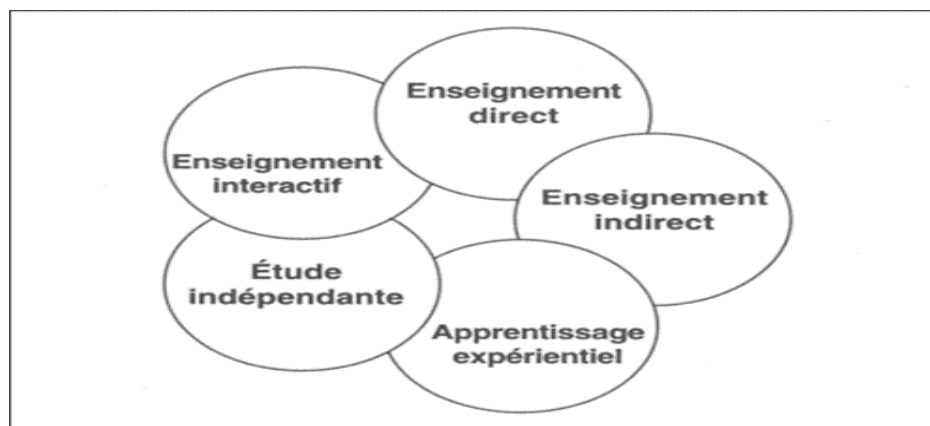 Enseignement
direct
Enseignement
interactif
Enseignement
indirect
Étude
indépendante
Apprentissage
expérientiel